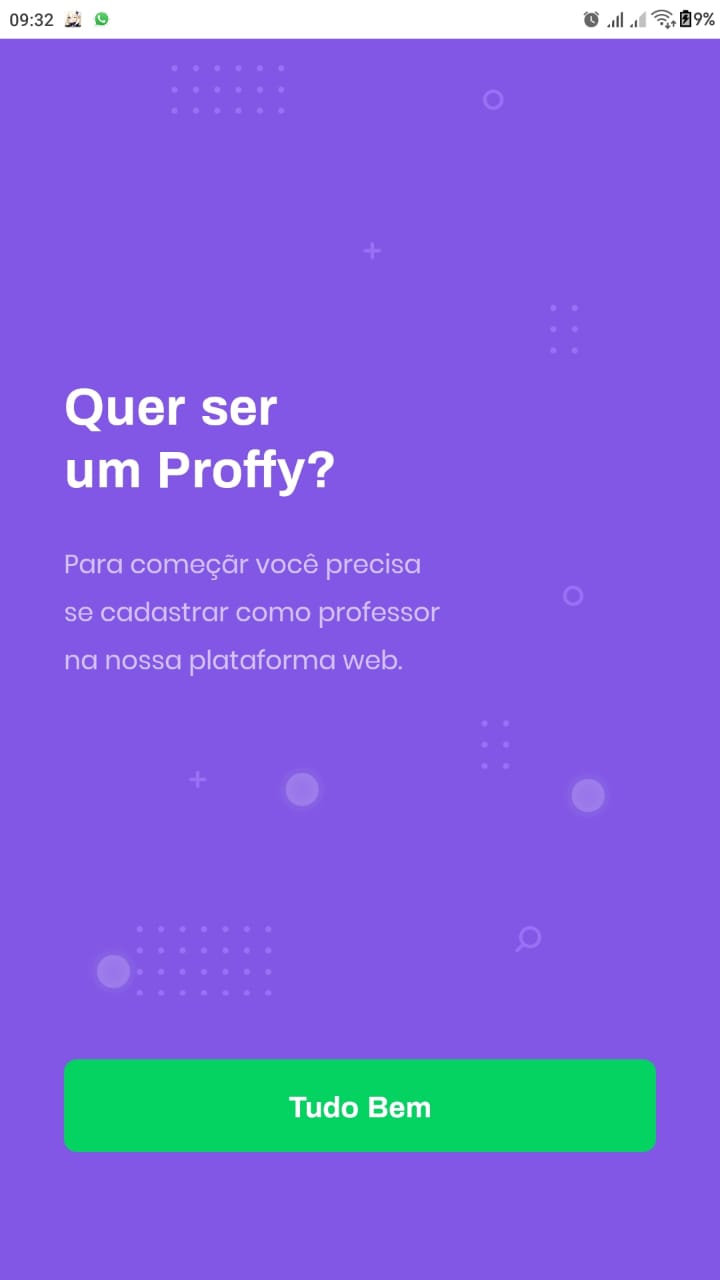 09:32
9%
Quer ser
um Proffy?
Para começãr você precisa
se cadastrar como professor
na nossa plataforma web.
Tudo Bem